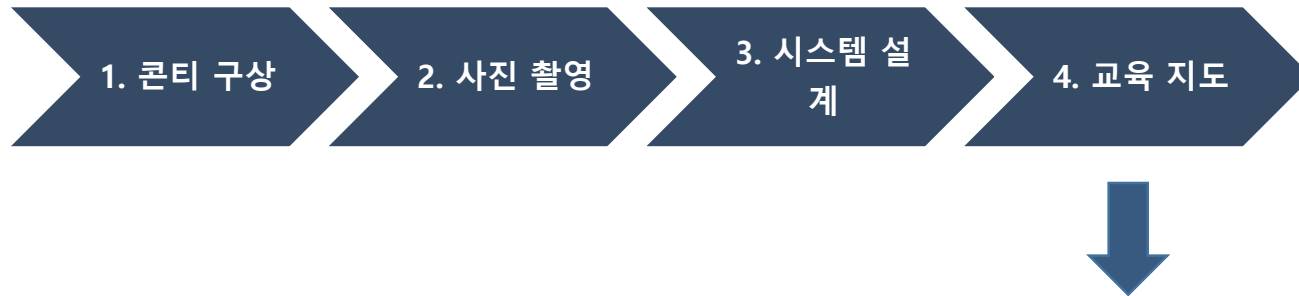 1. 콘티 구상
2. 사진 촬영
3. 시스템 설
계
4. 교육 지도